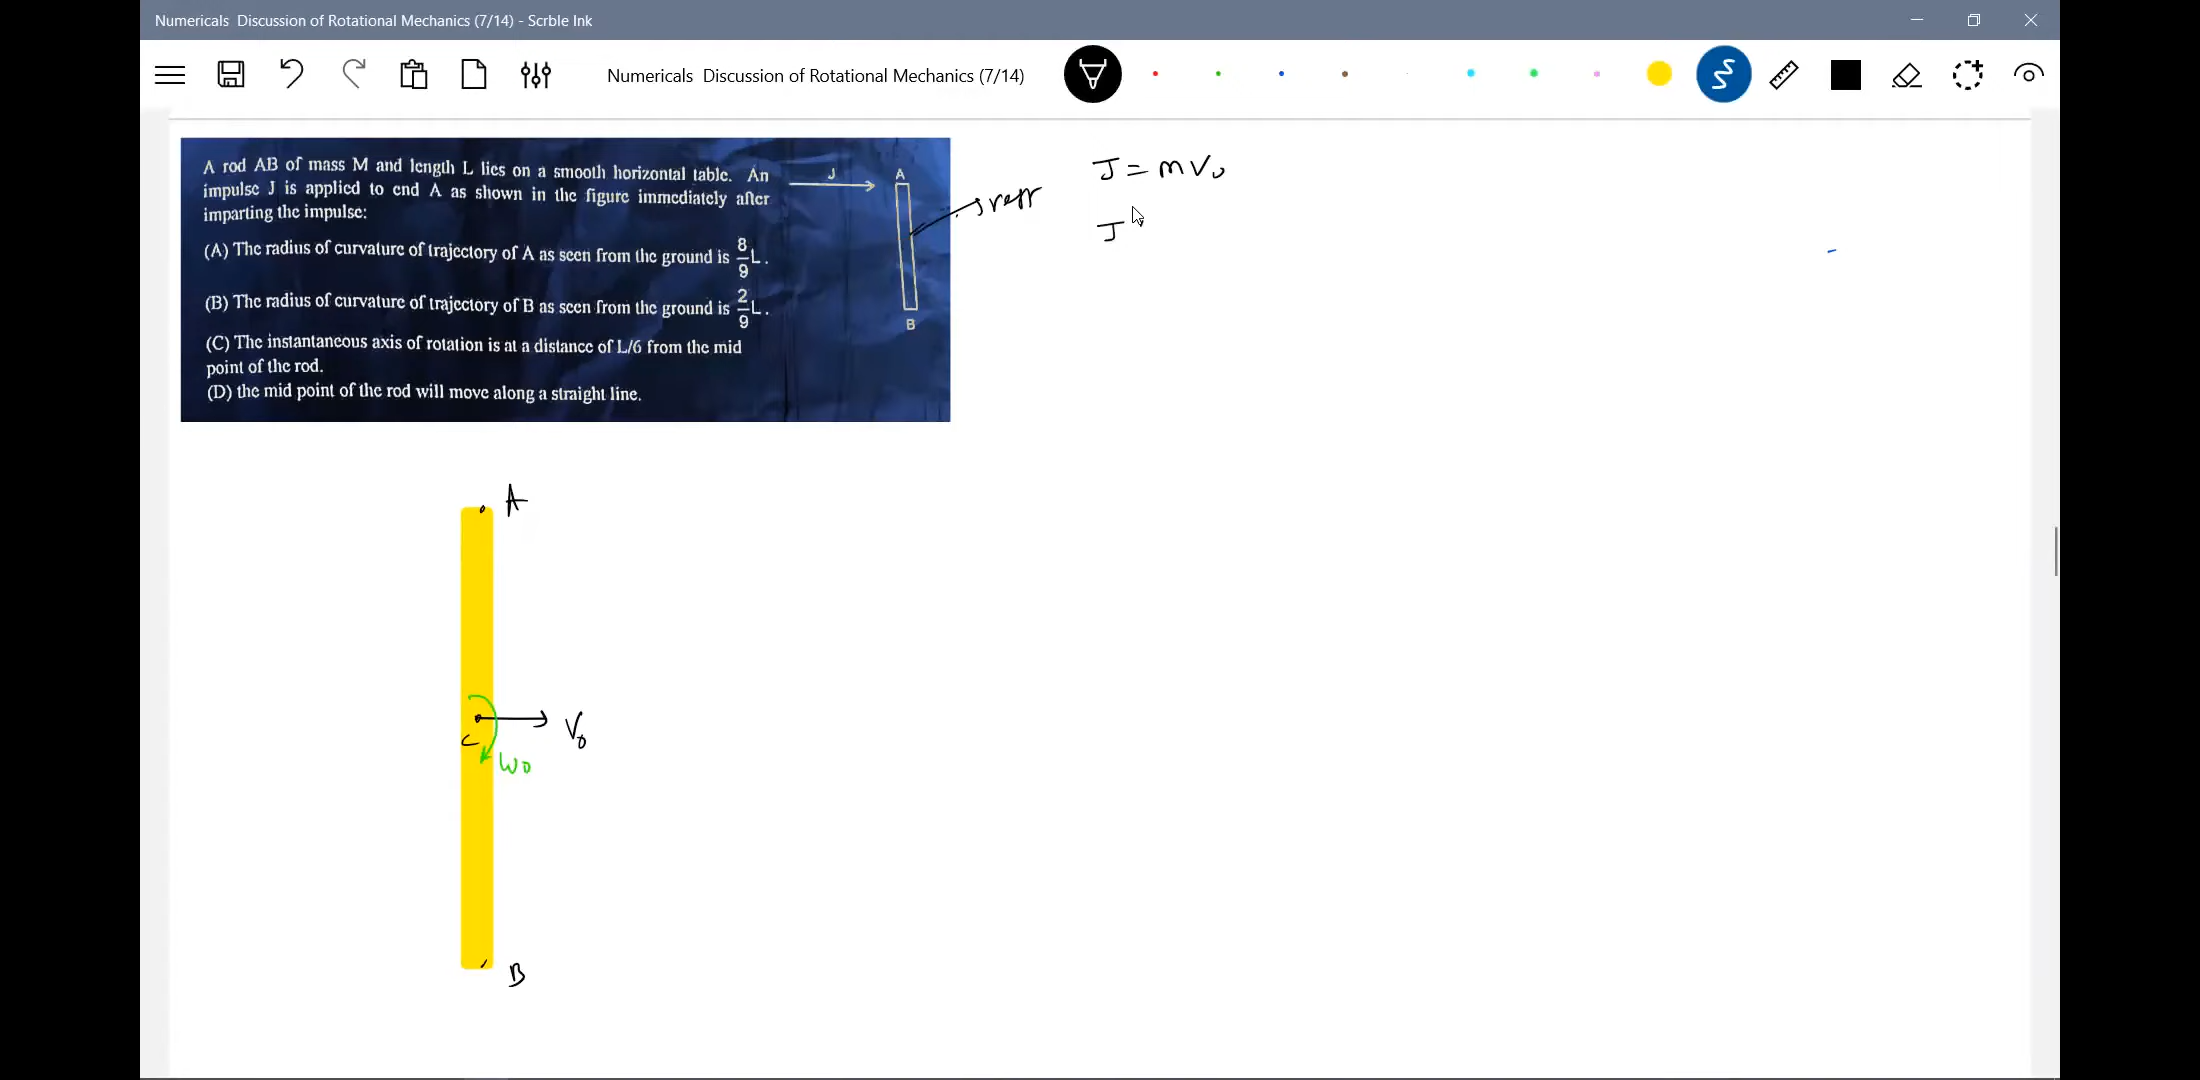 Numericals Discussion of Rotational Mechanics (7/14) - Scrble Ink
Numericals Discussion of Rotational Mechanics (7/14)
A rod AB of mass M and length L lies on a smooth horizontal table. An
impulse J is applied to end A as shown in the figure immediately after
imparting the impulse:
(A) The radius of curvature of trajectory of A as seen from the ground is 8/9 L.
(B) The radius of curvature of trajectory of B as seen from the ground is 2/9 L.
(C) The instantaneous axis of rotation is at a distance of L/6 from the mid
point of the rod.
(D) the mid point of the rod will move along a straight line.
J
A
B
J = mV₀
J
A
C
V₀
ω₀
B